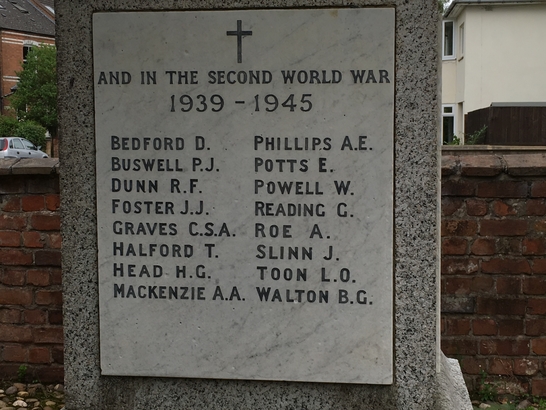 AND IN THE SECOND WORLD WAR
1939 - 1945
BEDFORD D.
BUSWELL P.J.
DUNN R.F.
FOSTER J.J.
GRAVES C.S.A.
HALFORD T.
HEAD H.G.
MACKENZIE A.A.
PHILLIPS A.E.
POTTS E.
POWELL W.
READING G.
ROE A.
SLINN J.
TOON L.O.
WALTON B.G.